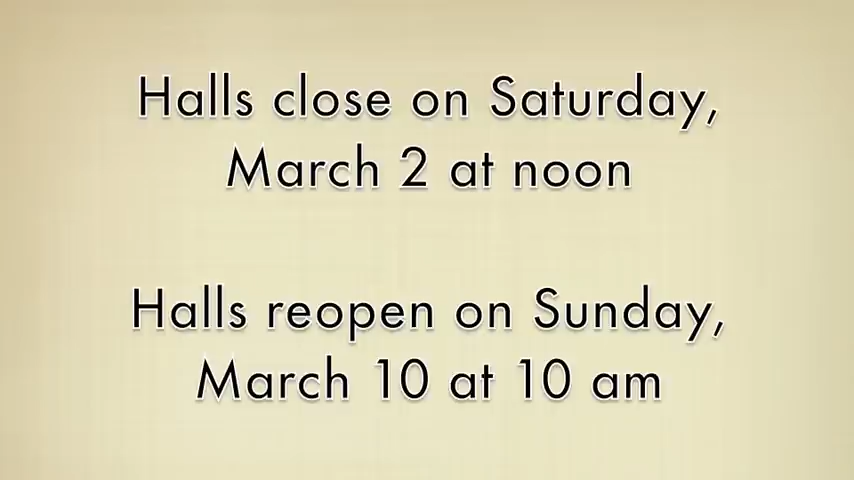 Halls close on Saturday,
March 2 at noon
Halls reopen on Sunday,
March 10 at 10 am